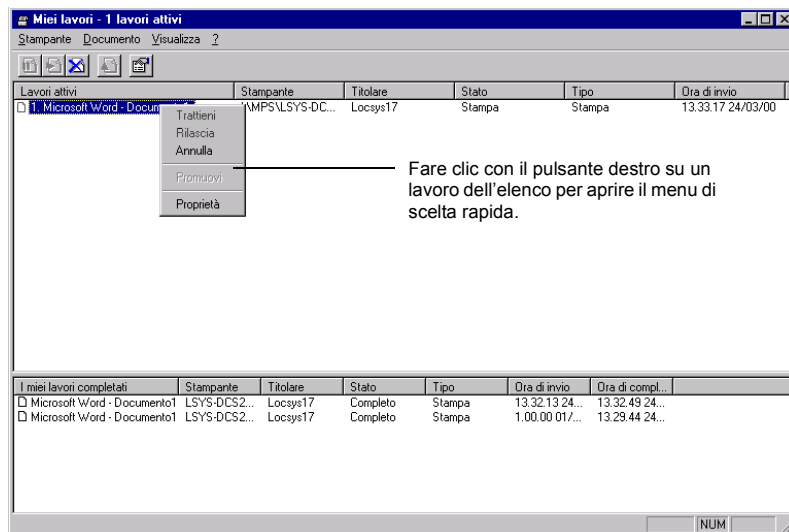 Miei lavori - 1 lavori attivi
Stampante Documento Visualizza ?
Lavori attivi Stampante Titolare Stato Tipo Ora di invio
1. Microsoft Word - \MPS\LSYS-DC... Locsys17 Stampa Stampa 13.33.17 24/03/00
Trattieni
Rilascia
Annulla
Promuovi
Proprietà
Fare clic con il pulsante destro su un
lavoro dell'elenco per aprire il menu di
scelta rapida.
I miei lavori completati Stampante Titolare Stato Tipo Ora di invio Ora di compl...
Microsoft Word - Documento1 LSYS-DCS2... Locsys17 Completo Stampa 13.32.13 24... 13.32.49 24...
Microsoft Word - Documento1 LSYS-DCS2... Locsys17 Completo Stampa 1.00.00 01/... 13.29.44 24...
NUM